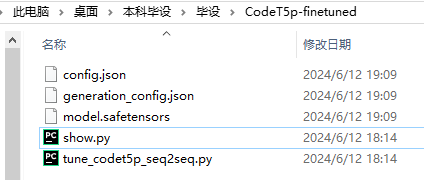 此电脑 > 桌面 > 本科毕设 > 毕设 > CodeT5p-finetuned
名称 修改日期
config.json 2024/6/12 19:09
generation_config.json 2024/6/12 19:09
model.safetensors 2024/6/12 19:09
show.py 2024/6/12 18:14
tune_codet5p_seq2seq.py 2024/6/12 18:14